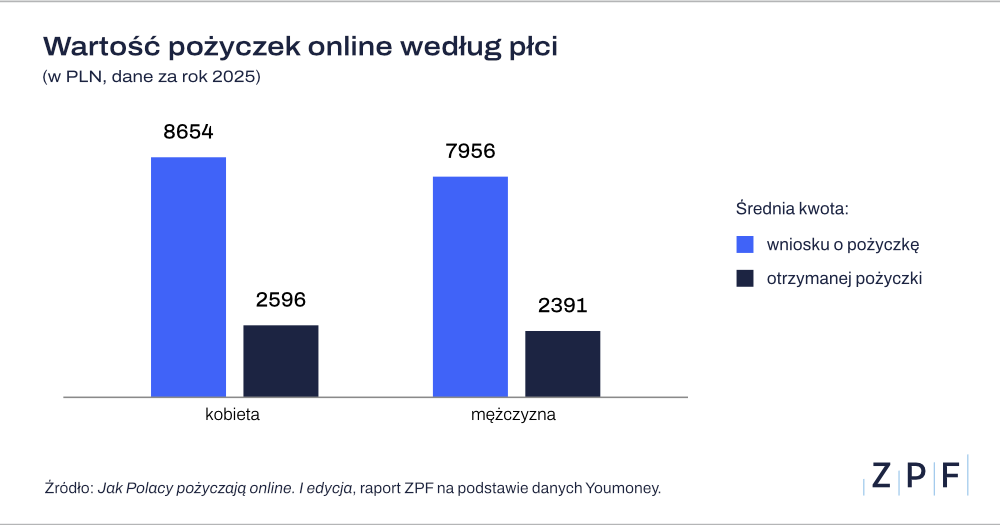 Wartość pożyczek online według płci
(w PLN, dane za rok 2025)
8654
7956
2596
2391
kobieta
mężczyzna
Średnia kwota:
wniosku o pożyczkę
otrzymanej pożyczki
Źródło: Jak Polacy pożyczają online. I edycja, raport ZPF na podstawie danych Youmoney.
ZPF